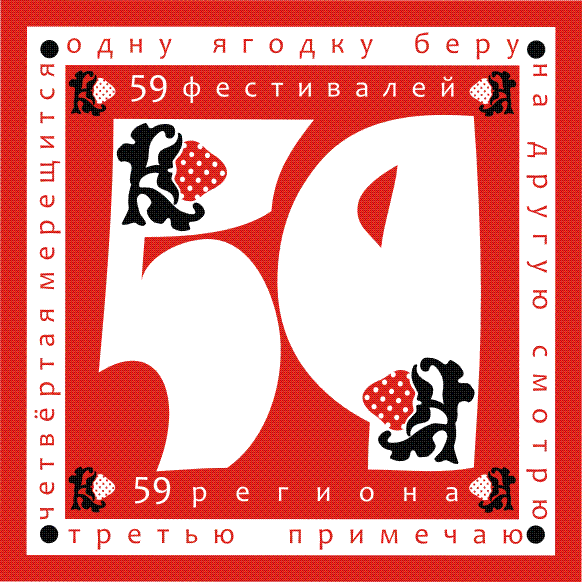 одну ягодку беру
на другую смотрю
третью примечаю
четвёртая мерещится
59 фестивалей
59
59 региона